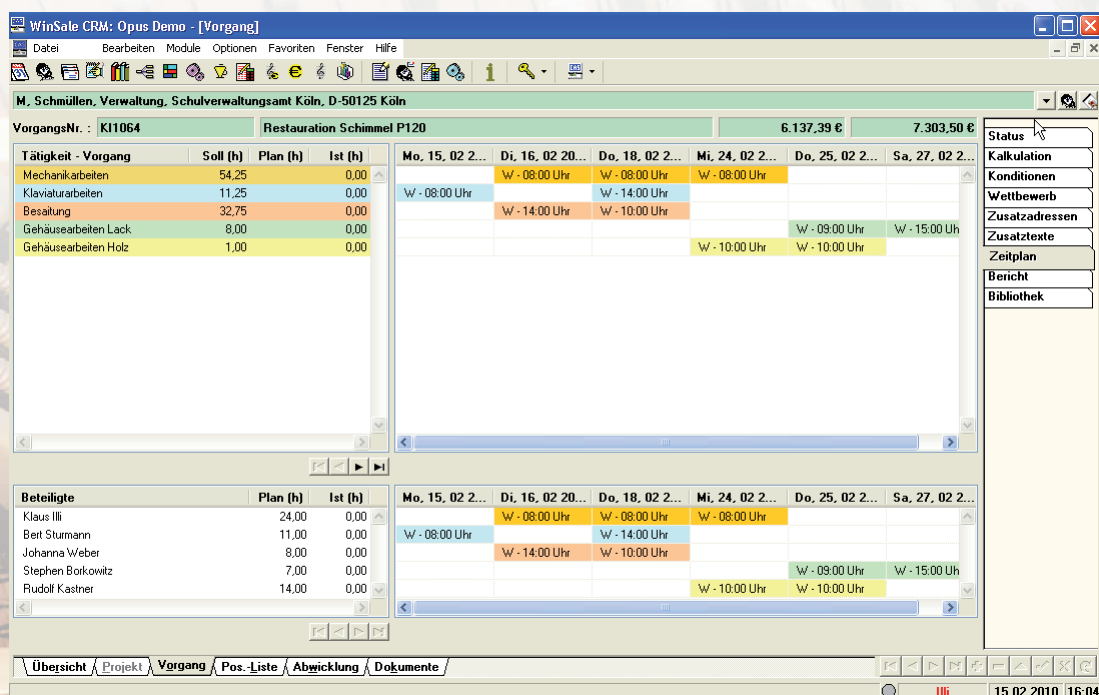 WinSale CRM: Opus Demo - [Vorgang]
Datei Bearbeiten Module Optionen Favoriten Fenster Hilfe
M, Schmüllen, Verwaltung, Schulverwaltungsamt Köln, D-50125 Köln
VorgangsNr. : KI1064 Restauration Schimmel P120 6.137,39 € 7.303,50 €
Status
Kalkulation
Konditionen
Wettbewerb
Zusatzadressen
Zusatztexte
Zeitplan
Bericht
Bibliothek
Tätigkeit - Vorgang Soll (h) Plan (h) Ist (h) Mo, 15, 02 2... Di, 16, 02 20... Do, 18, 02 2... Mi, 24, 02 2... Do, 25, 02 2... Sa, 27, 02 2...
Mechanikarbeiten 54,25 0,00 W - 08:00 Uhr W - 08:00 Uhr W - 08:00 Uhr
Klaviaturarbeiten 11,25 0,00 W - 08:00 Uhr W - 14:00 Uhr
Besaitung 32,75 0,00 W - 14:00 Uhr W - 10:00 Uhr
Gehäusearbeiten Lack 8,00 0,00 W - 09:00 Uhr W - 15:00 Uh
Gehäusearbeiten Holz 1,00 0,00 W - 10:00 Uhr W - 10:00 Uhr
Beteiligte Plan (h) Ist (h) Mo, 15, 02 2... Di, 16, 02 20... Do, 18, 02 2... Mi, 24, 02 2... Do, 25, 02 2... Sa, 27, 02 2...
Klaus Illi 24,00 0,00 W - 08:00 Uhr W - 08:00 Uhr W - 08:00 Uhr
Bert Sturmann 11,00 0,00 W - 08:00 Uhr W - 14:00 Uhr
Johanna Weber 8,00 0,00 W - 14:00 Uhr W - 10:00 Uhr
Stephen Borkowitz 7,00 0,00 W - 09:00 Uhr W - 15:00 Uh
Rudolf Kastner 14,00 0,00 W - 10:00 Uhr W - 10:00 Uhr
Übersicht Projekt Vorgang Pos.-Liste Abwicklung Dokumente
Illi 15.02.2010 16:04